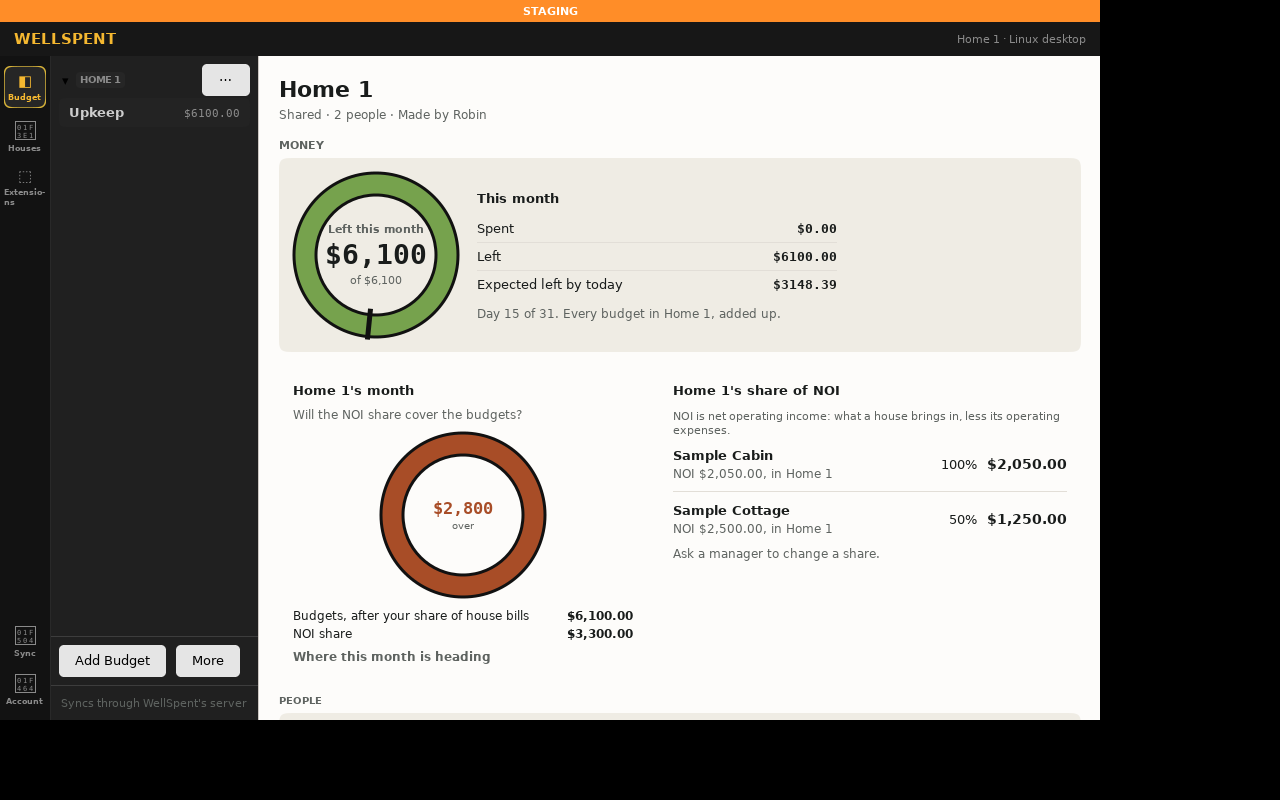 STAGING
WELLSPENT
Home 1 · Linux desktop
Budget
Houses
Extensio-
ns
Sync
Account
HOME 1
...
Upkeep $6100.00
Add Budget More
Syncs through WellSpent's server
Home 1
Shared · 2 people · Made by Robin
MONEY
Left this month
$6,100
of $6,100
This month
Spent $0.00
Left $6100.00
Expected left by today $3148.39
Day 15 of 31. Every budget in Home 1, added up.
Home 1's month
Will the NOI share cover the budgets?
$2,800
over
Budgets, after your share of house bills $6,100.00
NOI share $3,300.00
Where this month is heading
Home 1's share of NOI
NOI is net operating income: what a house brings in, less its operating
expenses.
Sample Cabin
NOI $2,050.00, in Home 1
100% $2,050.00
Sample Cottage
NOI $2,500.00, in Home 1
50% $1,250.00
Ask a manager to change a share.
PEOPLE